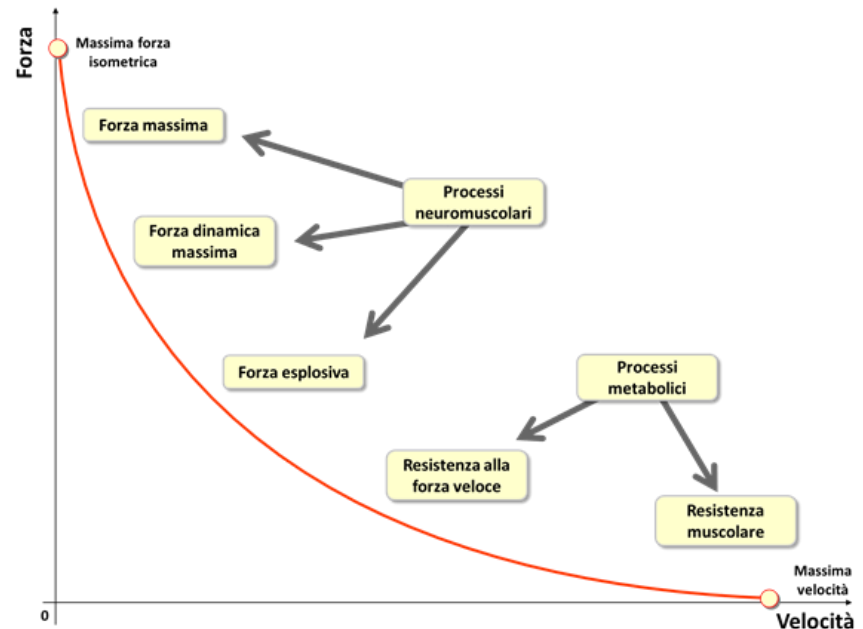 Forza
Massima forza
isometrica
Forza massima
Processi
neuromuscolari
Forza dinamica
massima
Forza esplosiva
Processi
metabolici
Resistenza alla
forza veloce
Resistenza
muscolare
Massima
velocità
0
Velocità